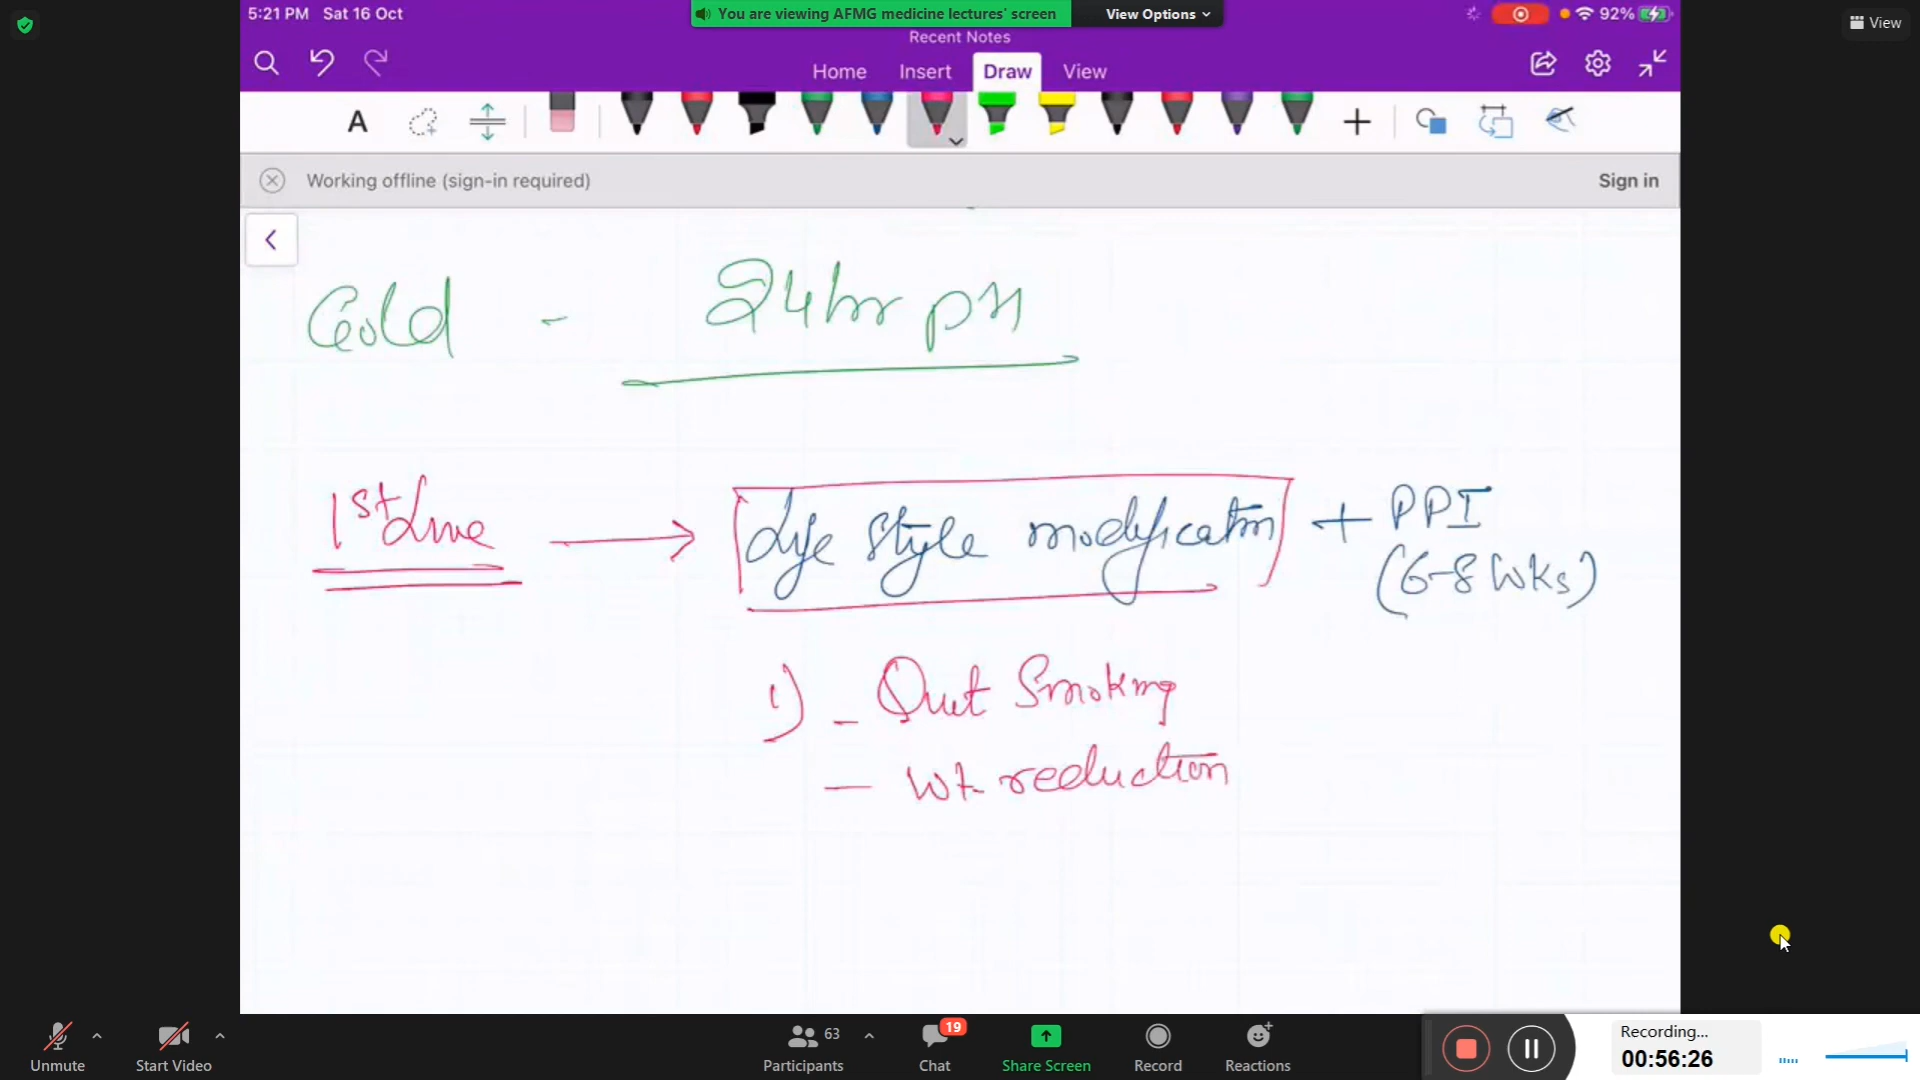 5:21 PM Sat 16 Oct
You are viewing AFMG medicine lectures' screen
View Options
92%
View
Recent Notes
Home Insert Draw View
A
Working offline (sign-in required)
Sign in
Gold - 24hr pH
1st Line → Life style modification + PPI
(6-8 wks)
1) - Quit Smoking
- Wt. reduction
Unmute
Start Video
63
Participants
19
Chat
Share Screen
Record
Reactions
Recording...
00:56:26